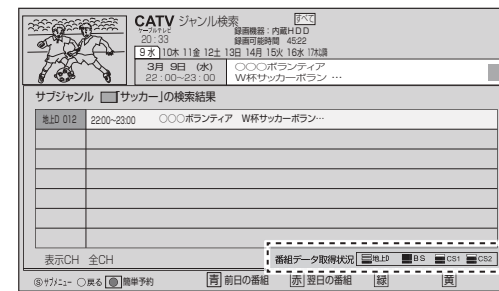 CATV ジャンル検索 すべて
ケーブルテレビ 録画機器:内蔵HDD
20:33 録画可能時間 45:22
9水 10木 11金 12土 13日 14月 15火 16水 17木
3月 9日 (水) ○○○ボランティア
22:00~23:00 W杯サッカーボラン…
サブジャンル 「サッカー」の検索結果
地上D 012 22:00~23:00 ○○○ボランティア W杯サッカーボラン…
番組データ取得状況 地上D BS CS1 CS2
表示CH 全CH
Ⓢサブメニュー ○戻る 簡単予約 青 前日の番組 赤 翌日の番組 緑 黄